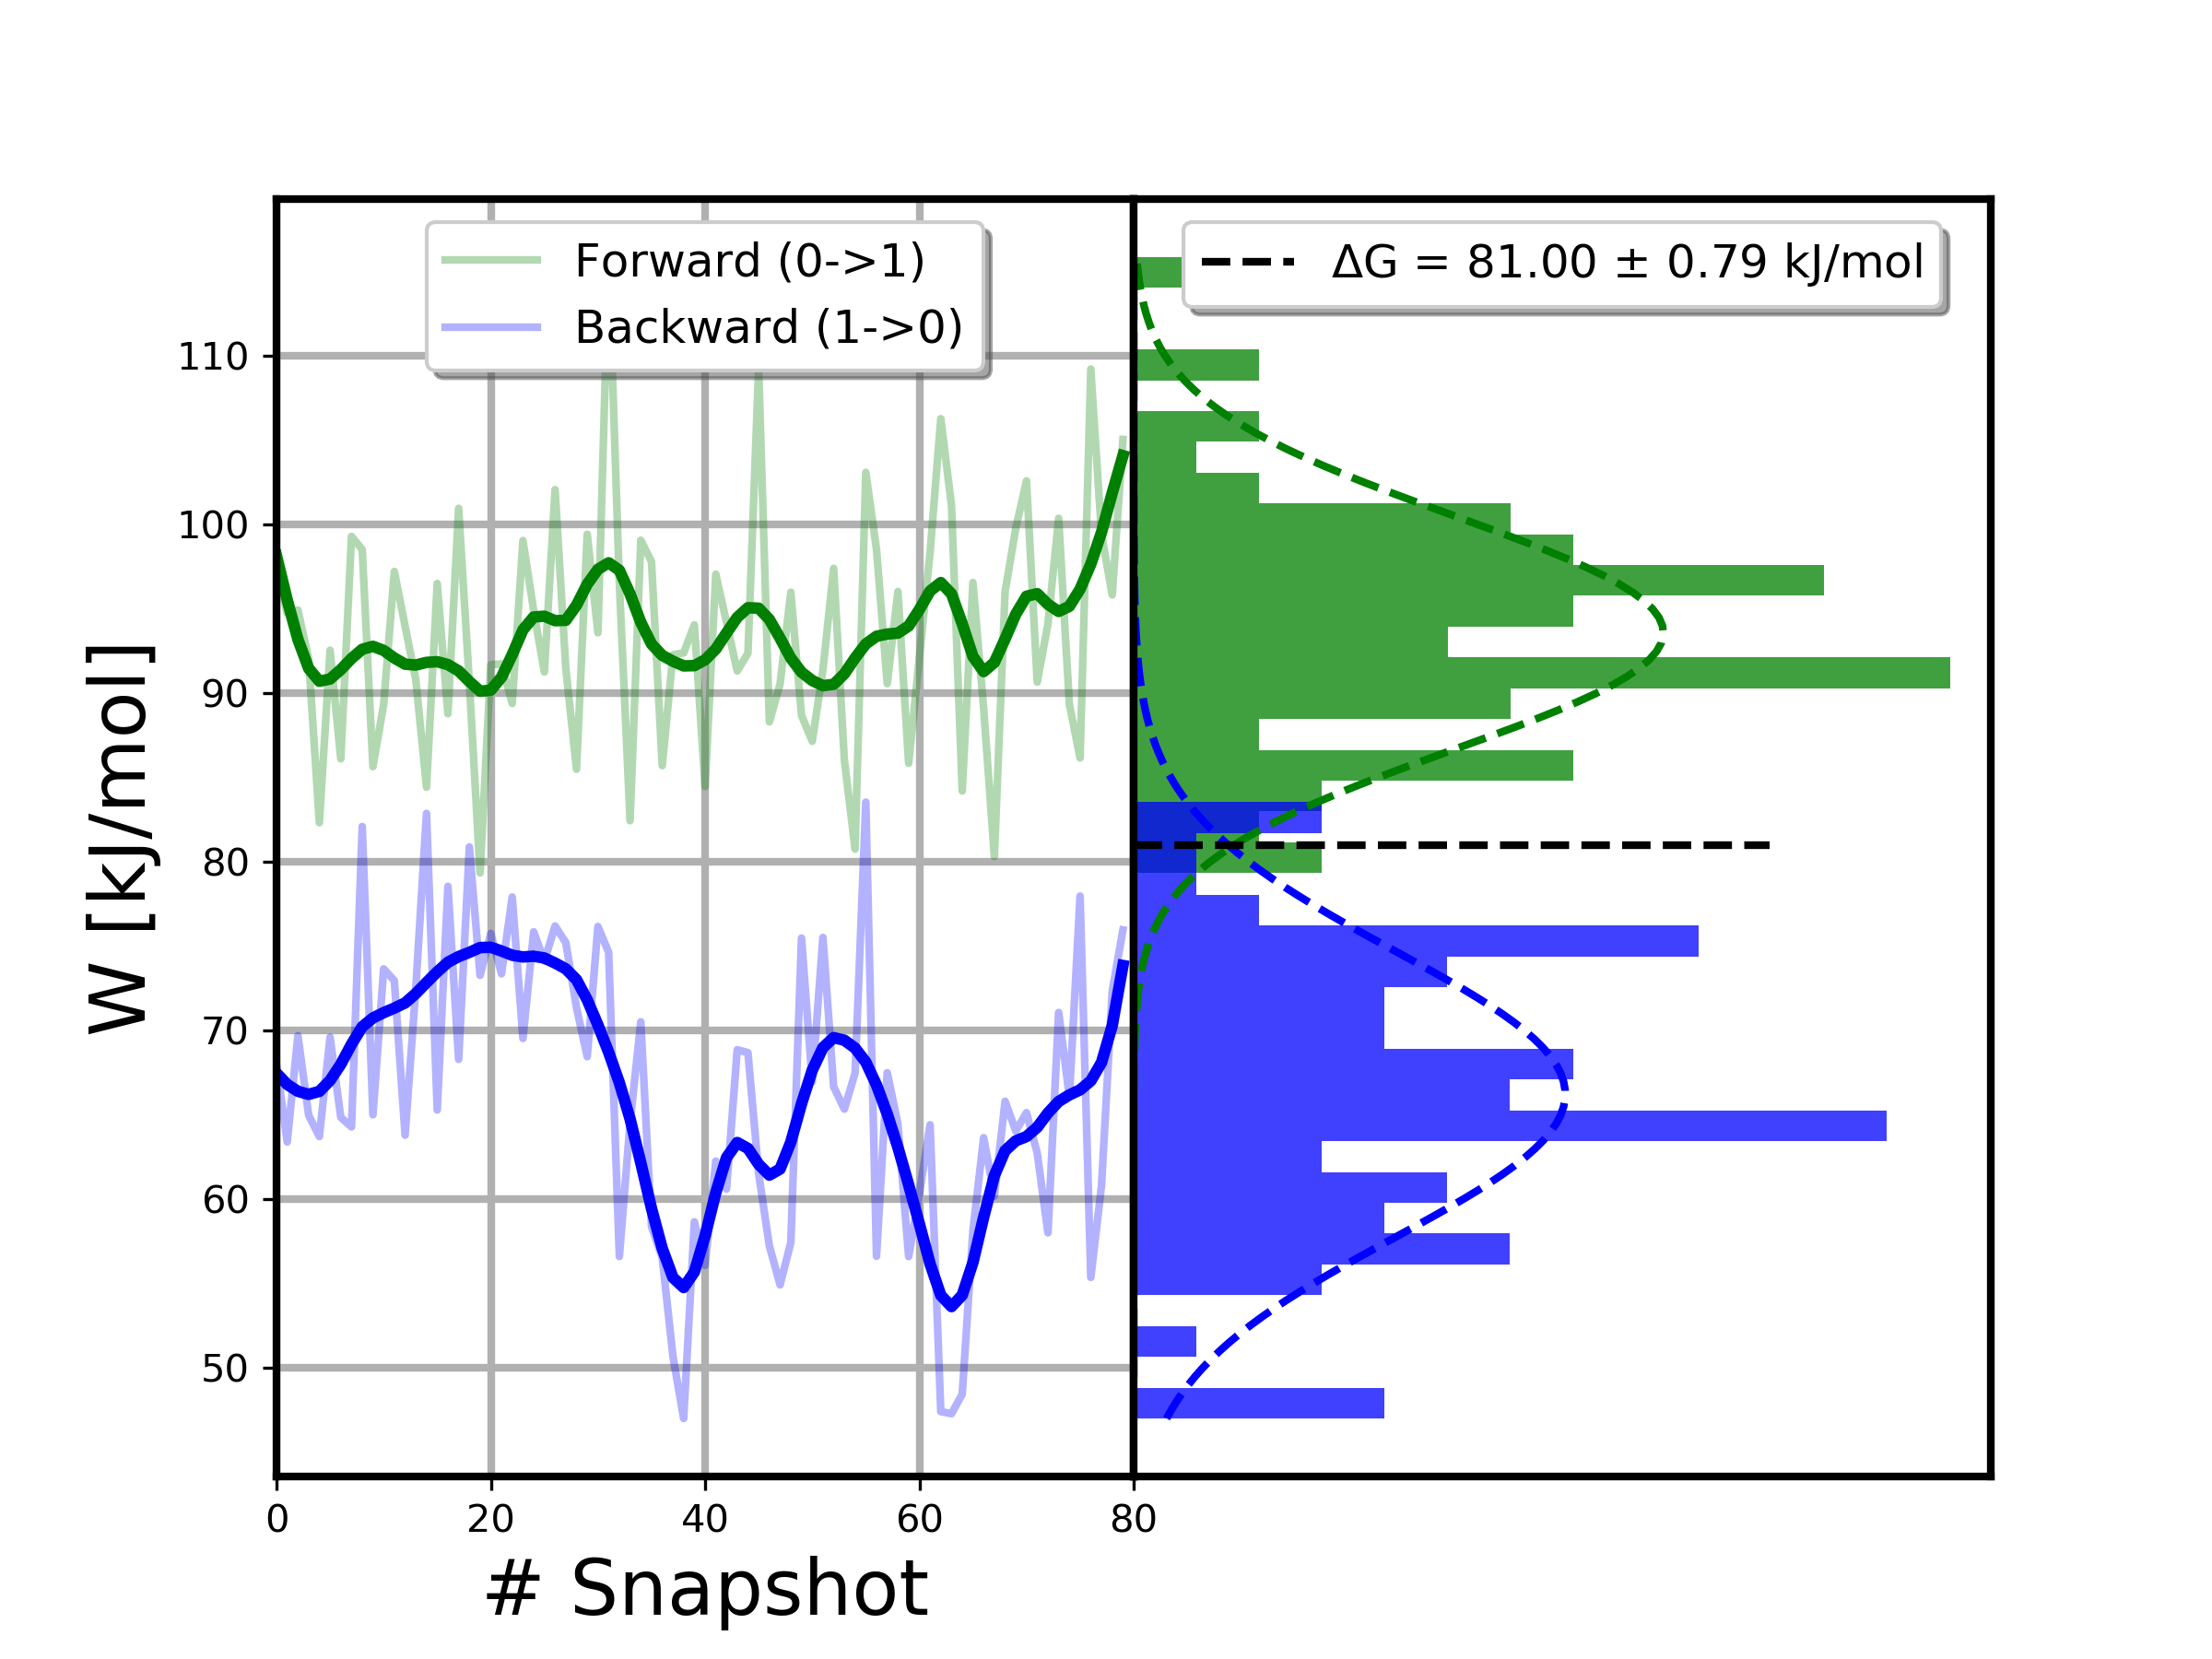 Forward (0->1)
Backward (1->0)
ΔG = 81.00 ± 0.79 kJ/mol
110
100
90
80
70
60
50
W [kJ/mol]
0 20 40 60 80
# Snapshot